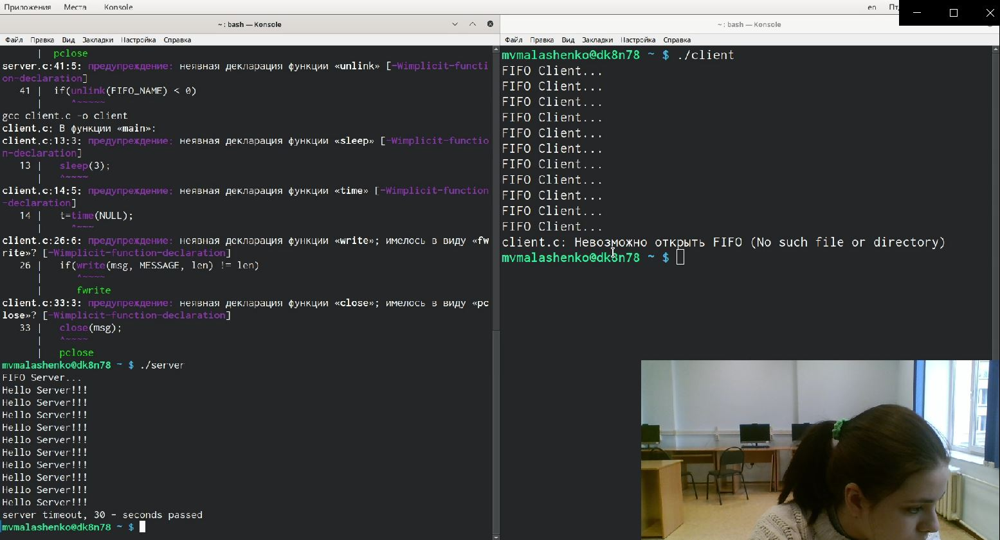 Приложения Места Konsole en Пт,
~ : bash — Konsole
Файл Правка Вид Закладки Настройка Справка
| pclose
server.c:41:5: предупреждение: неявная декларация функции «unlink» [-Wimplicit-functi
on-declaration]
41 | if(unlink(FIFO_NAME) < 0)
| ^~~~~~
gcc client.c -o client
client.c: В функции «main»:
client.c:13:3: предупреждение: неявная декларация функции «sleep» [-Wimplicit-functio
n-declaration]
13 | sleep(3);
| ^~~~~
client.c:14:5: предупреждение: неявная декларация функции «time» [-Wimplicit-function
-declaration]
14 | t=time(NULL);
| ^~~~
client.c:26:6: предупреждение: неявная декларация функции «write»; имелось в виду «fw
rite»? [-Wimplicit-function-declaration]
26 | if(write(msg, MESSAGE, len) != len)
| ^~~~~
| fwrite
client.c:33:3: предупреждение: неявная декларация функции «close»; имелось в виду «pc
lose»? [-Wimplicit-function-declaration]
33 | close(msg);
| ^~~~~
| pclose
mvmalashenko@dk8n78 ~ $ ./server
FIFO Server...
Hello Server!!!
Hello Server!!!
Hello Server!!!
Hello Server!!!
Hello Server!!!
Hello Server!!!
Hello Server!!!
Hello Server!!!
Hello Server!!!
Hello Server!!!
server timeout, 30 - seconds passed
mvmalashenko@dk8n78 ~ $
~ : bash — Konsole
Файл Правка Вид Закладки Настройка Справка
mvmalashenko@dk8n78 ~ $ ./client
FIFO Client...
FIFO Client...
FIFO Client...
FIFO Client...
FIFO Client...
FIFO Client...
FIFO Client...
FIFO Client...
FIFO Client...
FIFO Client...
FIFO Client...
client.c: Невозможно открыть FIFO (No such file or directory)
mvmalashenko@dk8n78 ~ $